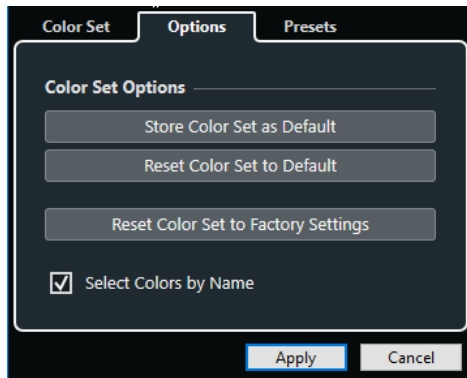 Color Set Options Presets
Color Set Options
Store Color Set as Default
Reset Color Set to Default
Reset Color Set to Factory Settings
Select Colors by Name
Apply Cancel